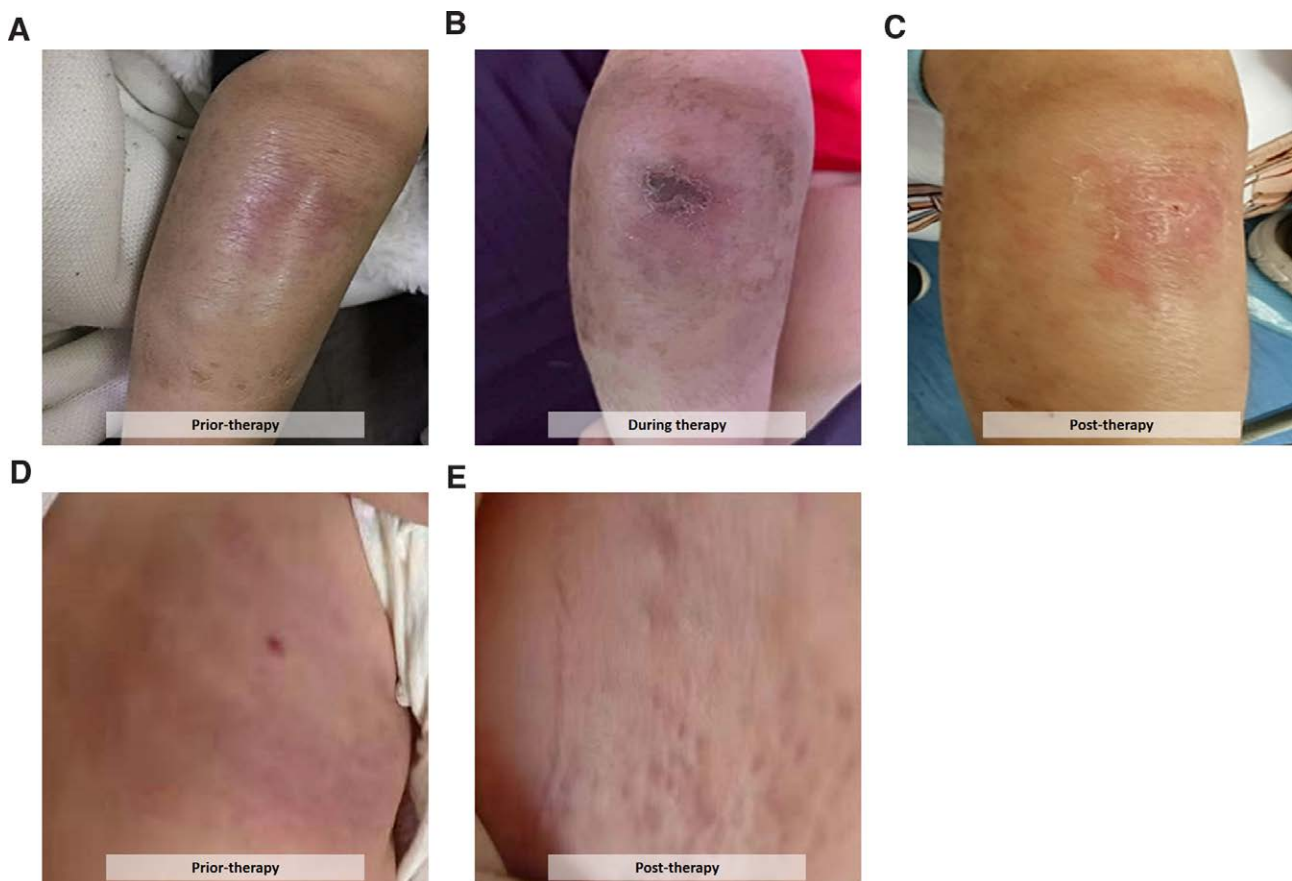 A
B
C
Prior-therapy
During therapy
Post-therapy
D
E
Prior-therapy
Post-therapy